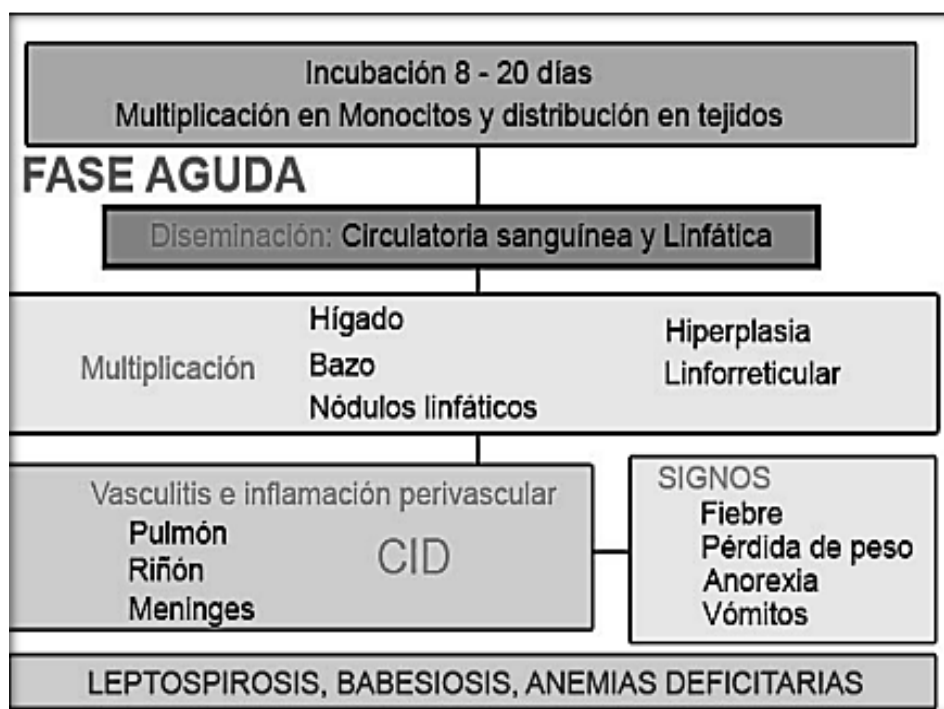 Incubación 8 - 20 días
Multiplicación en Monocitos y distribución en tejidos
FASE AGUDA
Diseminación: Circulatoria sanguínea y Linfática
Multiplicación
Hígado
Bazo
Nódulos linfáticos
Hiperplasia
Linforreticular
Vasculitis e inflamación perivascular
Pulmón
Riñón
Meninges
CID
SIGNOS
Fiebre
Pérdida de peso
Anorexia
Vómitos
LEPTOSPIROSIS, BABESIOSIS, ANEMIAS DEFICITARIAS